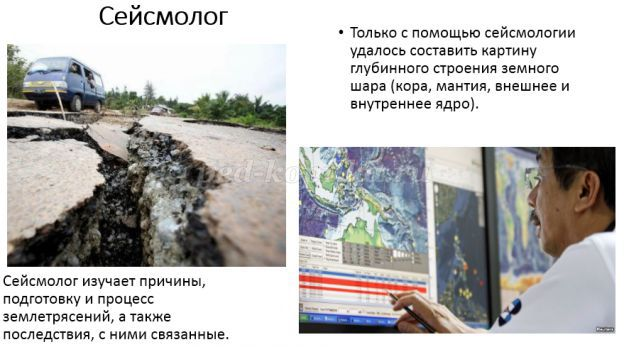 Сейсмолог
• Только с помощью сейсмологии
удалось составить картину
глубинного строения земного
шара (кора, мантия, внешнее и
внутреннее ядро).
Сейсмолог изучает причины,
подготовку и процесс
землетрясений, а также
последствия, с ними связанные.